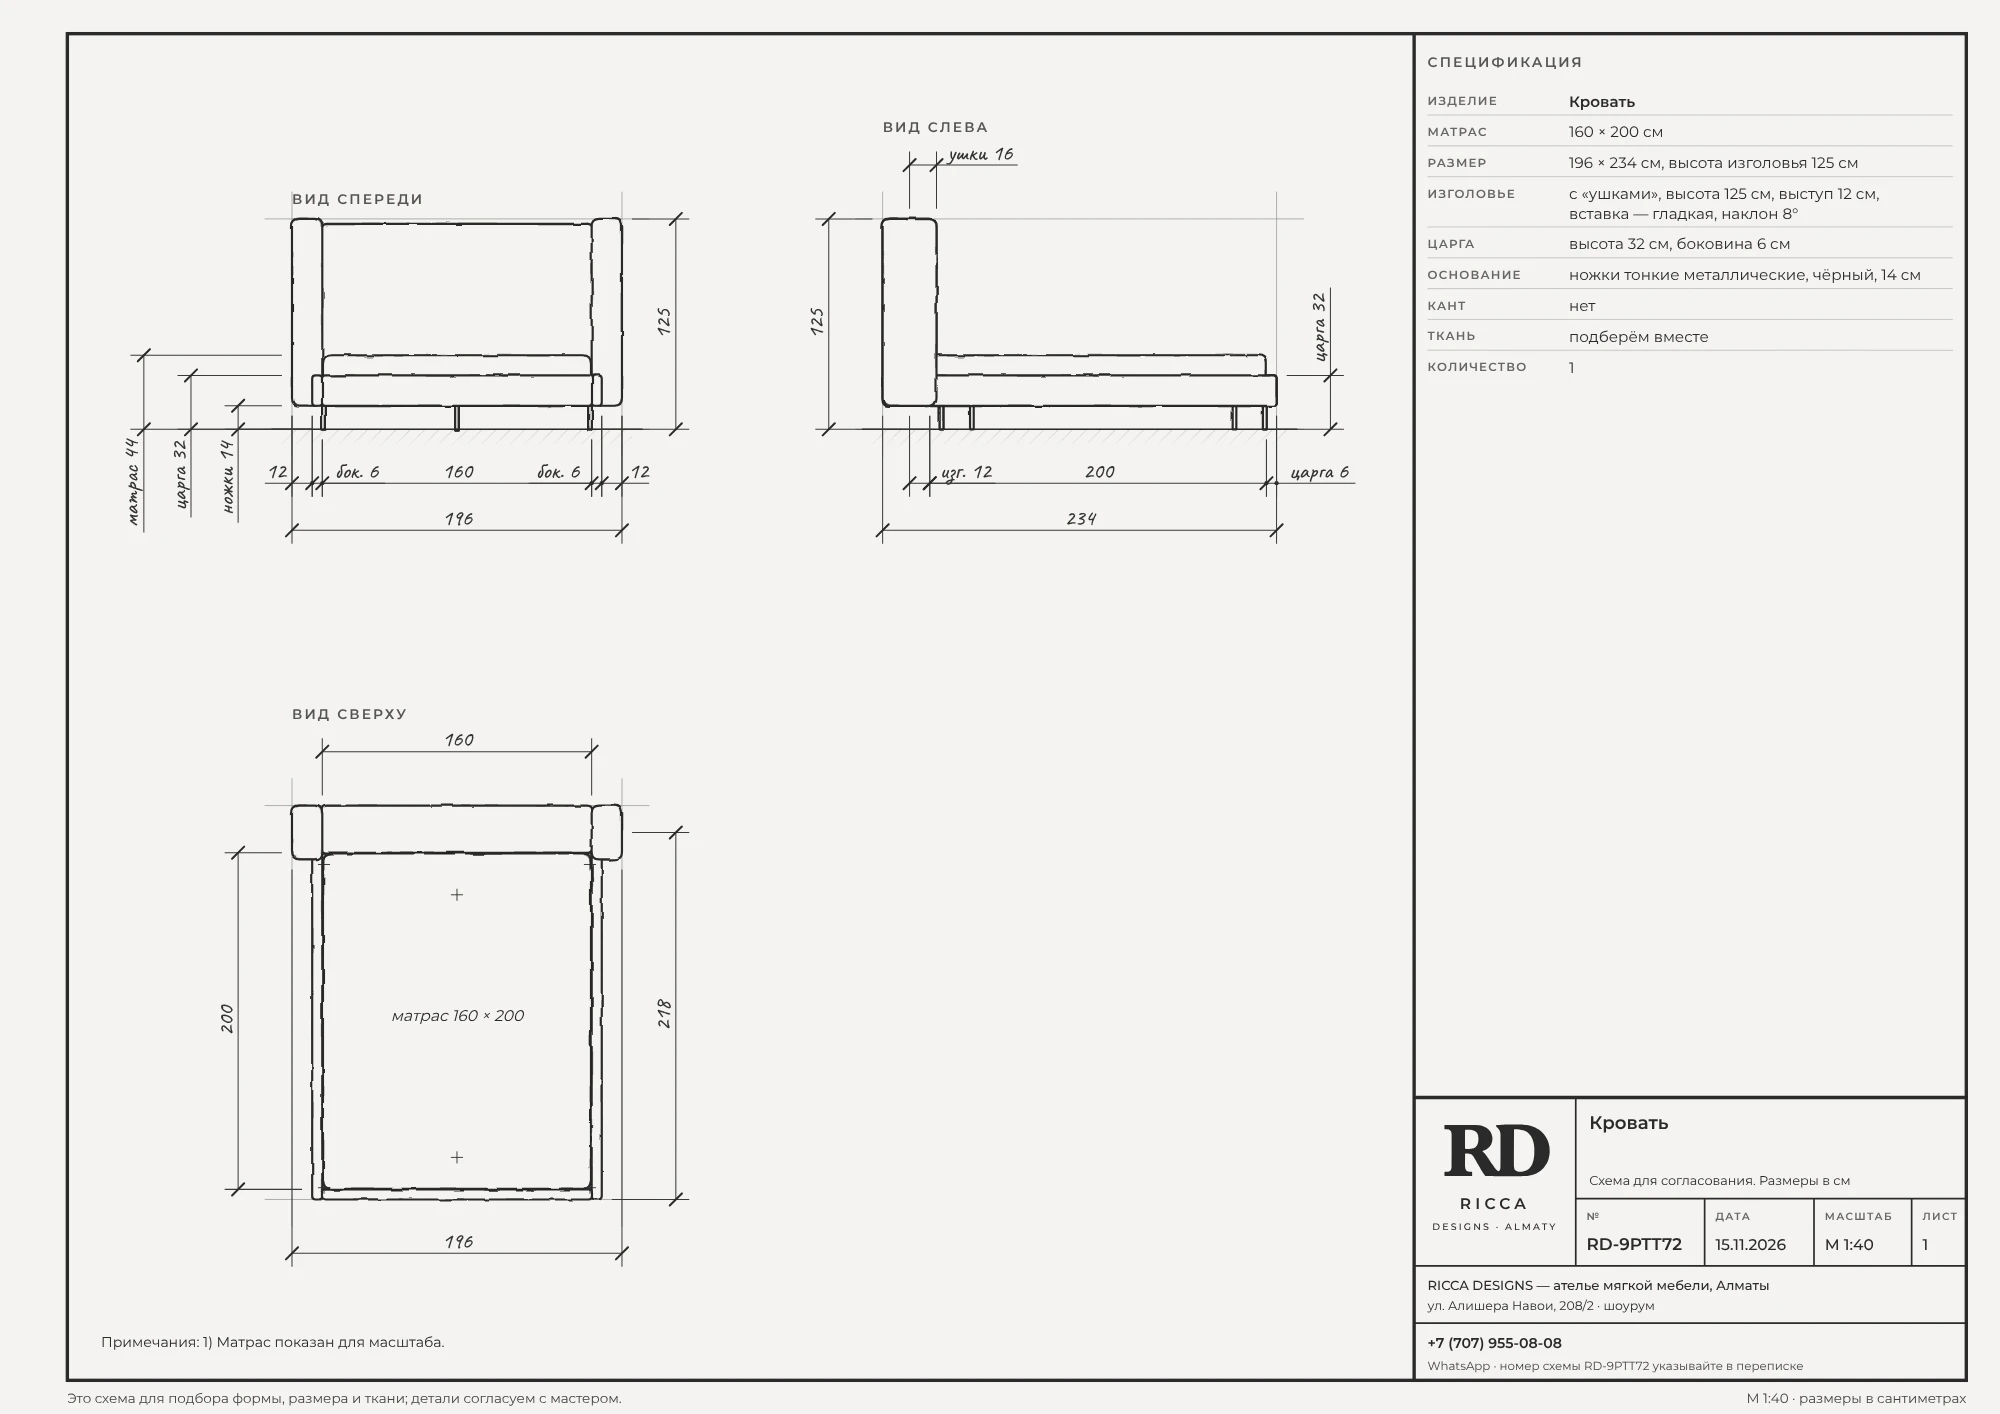 ВИД СПЕРЕДИ
125
матрас 44
царга 32
ножки 14
12
бок. 6
160
бок. 6
12
196
ВИД СЛЕВА
ушки 16
125
царга 32
изг. 12
200
царга 6
234
ВИД СВЕРХУ
160
200
матрас 160 × 200
218
196
Примечания: 1) Матрас показан для масштаба.
СПЕЦИФИКАЦИЯ
ИЗДЕЛИЕ Кровать
МАТРАС 160 × 200 см
РАЗМЕР 196 × 234 см, высота изголовья 125 см
ИЗГОЛОВЬЕ с «ушками», высота 125 см, выступ 12 см,
вставка — гладкая, наклон 8°
ЦАРГА высота 32 см, боковина 6 см
ОСНОВАНИЕ ножки тонкие металлические, чёрный, 14 см
КАНТ нет
ТКАНЬ подберём вместе
КОЛИЧЕСТВО 1
RD
RICCA
DESIGNS · ALMATY
Кровать
Схема для согласования. Размеры в см
№ ДАТА МАСШТАБ ЛИСТ
RD-9PTT72 15.11.2026 М 1:40 1
RICCA DESIGNS — ателье мягкой мебели, Алматы
ул. Алишера Навои, 208/2 · шоурум
+7 (707) 955-08-08
WhatsApp · номер схемы RD-9PTT72 указывайте в переписке
Это схема для подбора формы, размера и ткани; детали согласуем с мастером.
М 1:40 · размеры в сантиметрах